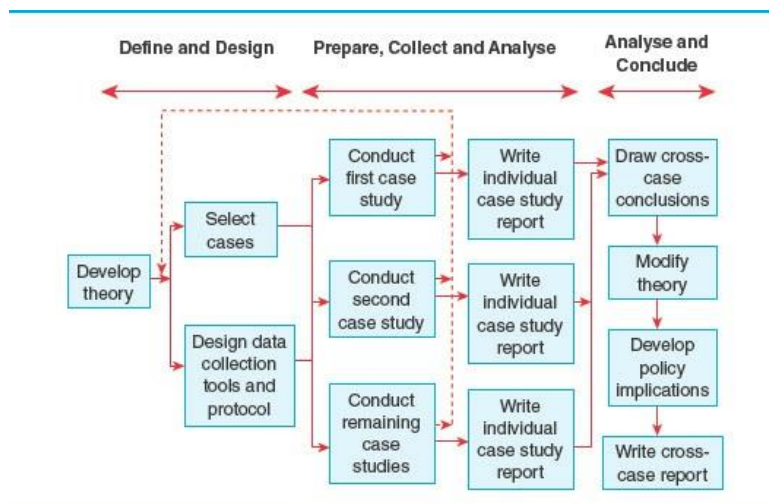 Define and Design
Prepare, Collect and Analyse
Analyse and
Conclude
Develop
theory
Select
cases
Design data
collection
tools and
protocol
Conduct
first case
study
Conduct
second
case study
Conduct
remaining
case
studies
Write
individual
case study
report
Write
individual
case study
report
Write
individual
case study
report
Draw cross-
case
conclusions
Modify
theory
Develop
policy
implications
Write cross-
case report